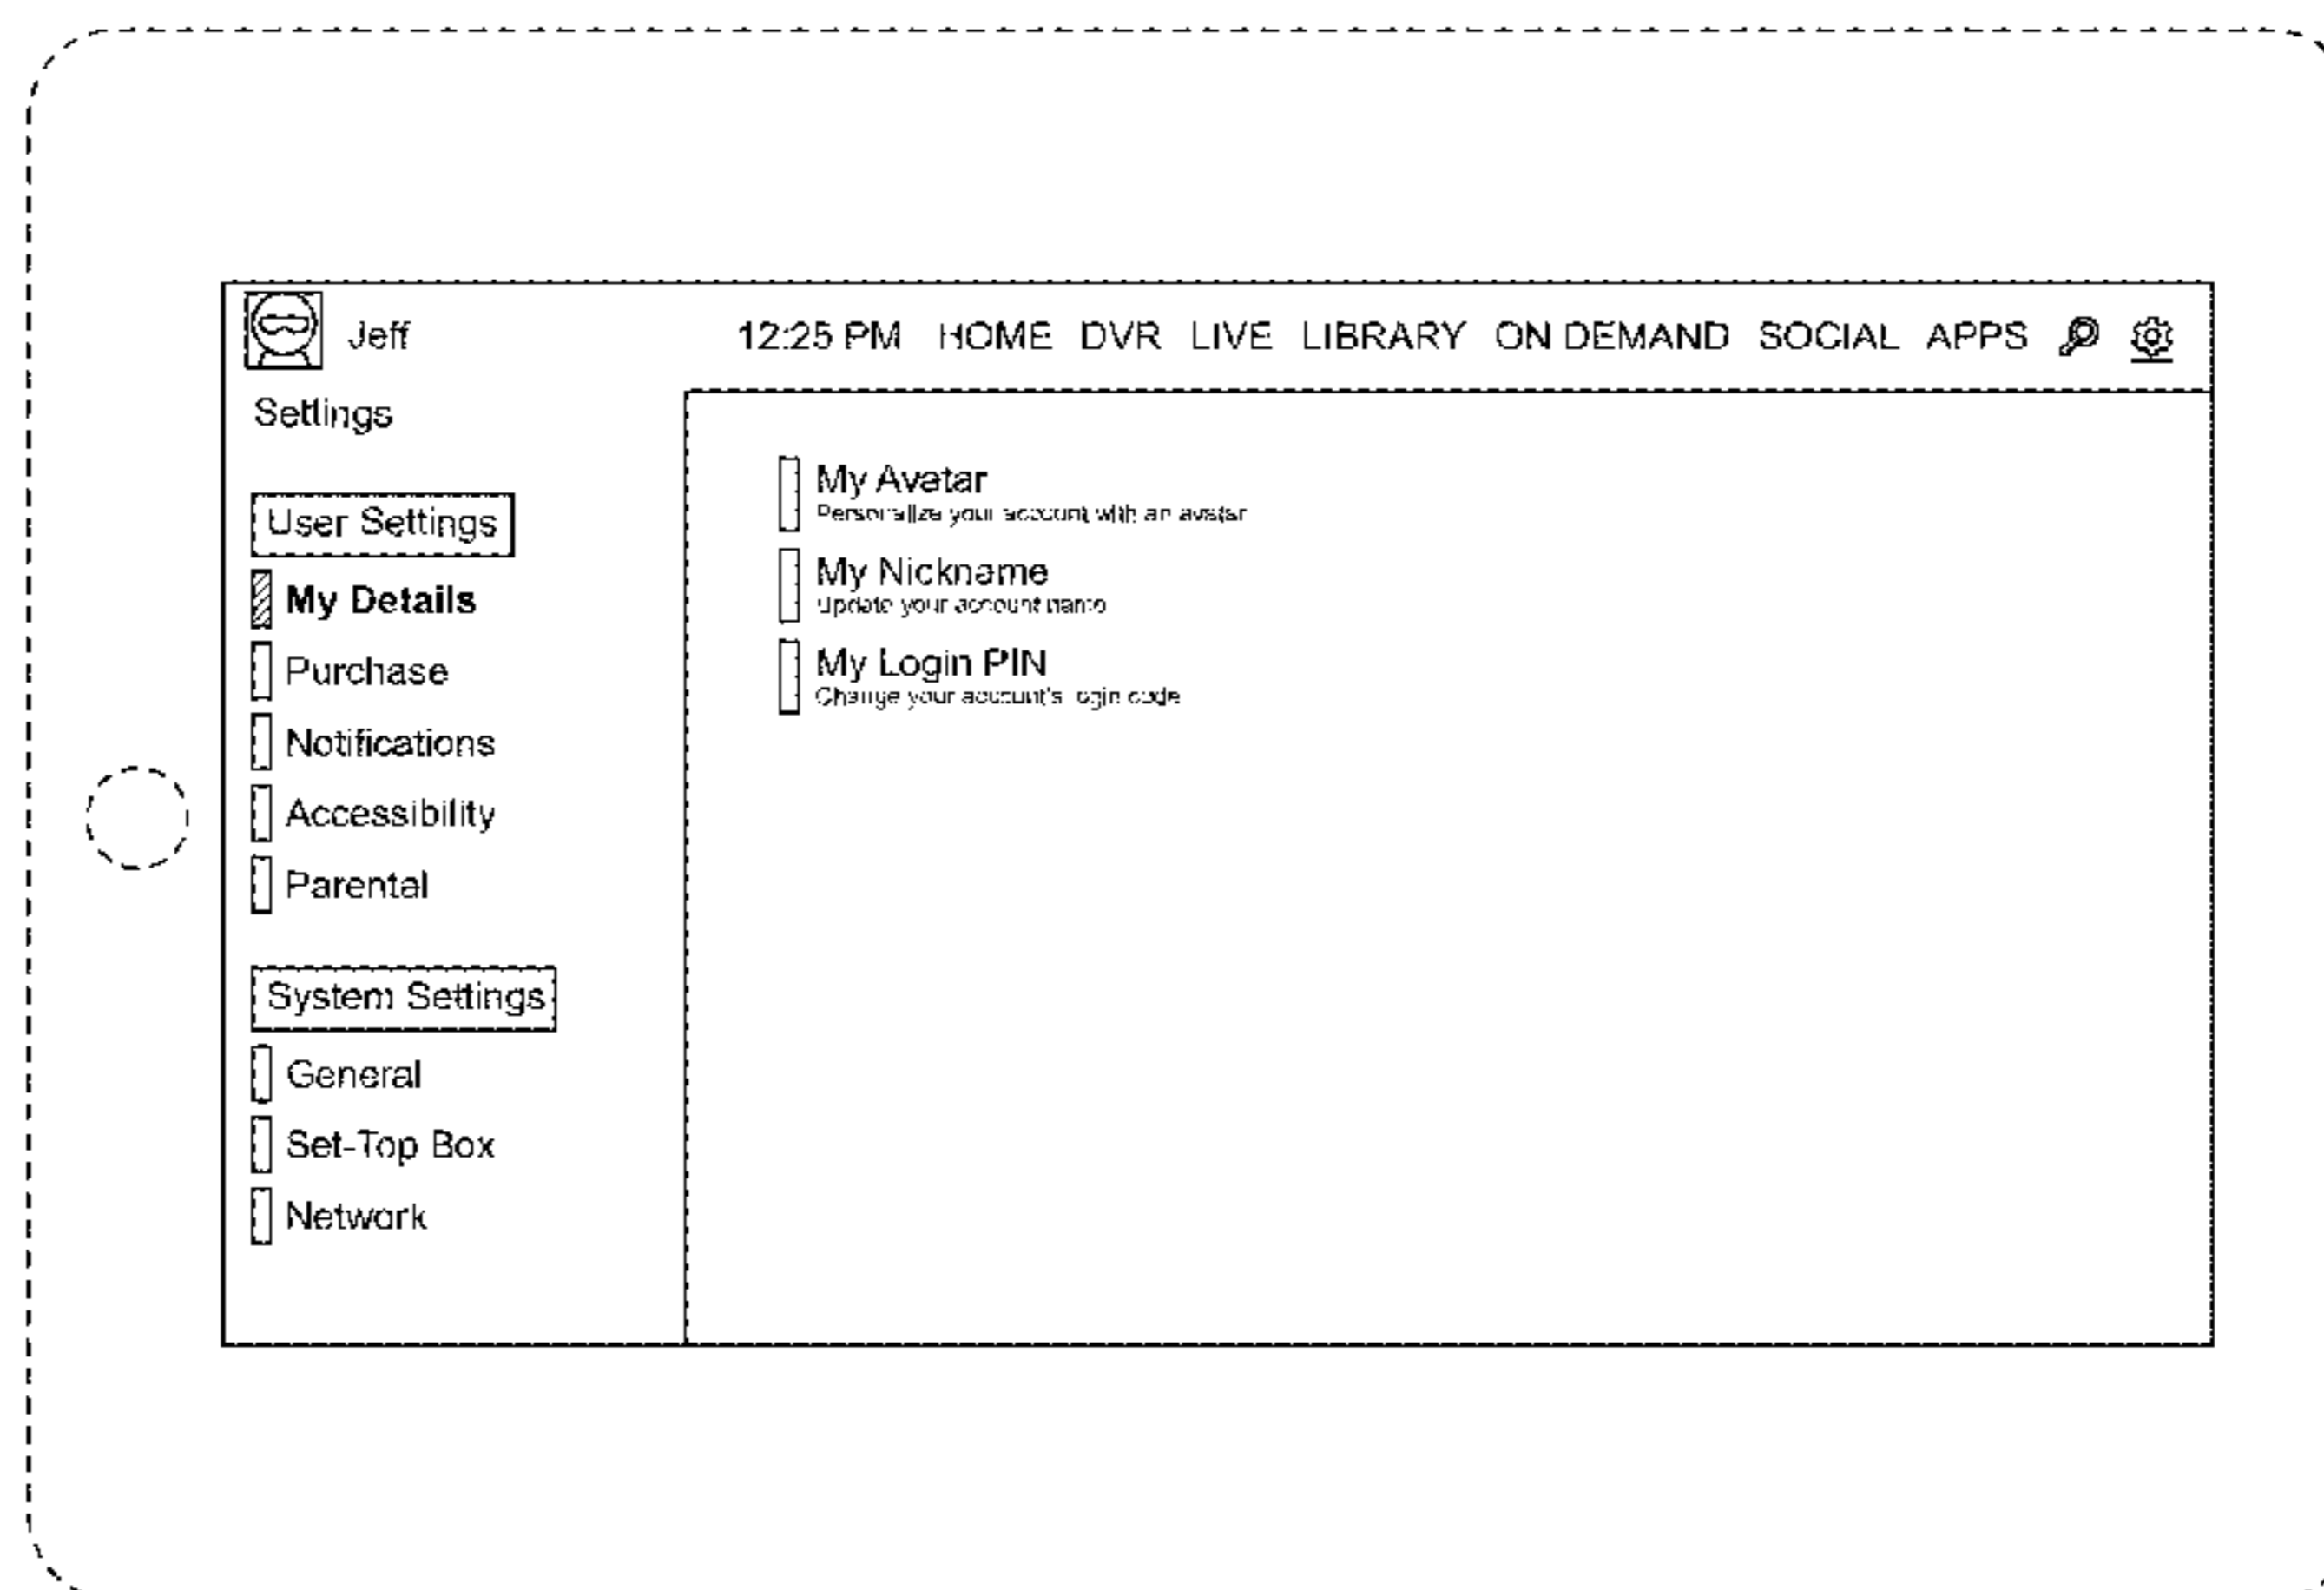 Jeff 12:25 PM HOME DVR LIVE LIBRARY ON DEMAND SOCIAL APPS
Settings
User Settings
My Details
Purchase
Notifications
Accessibility
Parental
System Settings
General
Set-Top Box
Network
My Avatar
Personalize your account with an avatar
My Nickname
Update your account name
My Login PIN
Change your account's login code